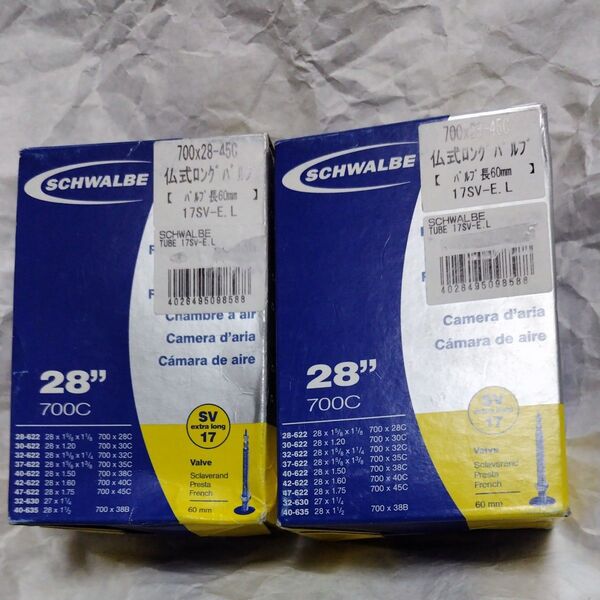 SCHWALBE
700x28-45C
仏式ロングバルブ
【 バルブ長60mm 】
17SV-E.L
SCHWALBE
TUBE 17SV-E.L
4026495098588
Chambre à air
Camera d'aria
Cámara de aire
28"
700C
SV
extra long
17
28-622 28 x 1 5/8 x 1 1/8 700 x 28C
30-622 28 x 1.20 700 x 30C
32-622 28 x 1 5/8 x 1 1/4 700 x 32C
37-622 28 x 1 5/8 x 1 3/8 700 x 35C
40-622 28 x 1.50 700 x 38C
42-622 28 x 1.60 700 x 40C
47-622 28 x 1.75 700 x 45C
32-630 27 x 1 1/4
40-635 28 x 1 1/2 700 x 38B
Valve
Sclaverand
Presta
French
60 mm
SCHWALBE
700x28-45C
仏式ロング バルブ
【 バルブ長60mm 】
17SV-E.L
SCHWALBE
TUBE 17SV-E.L
4026495098588
Camera d'aria
Cámara de aire
28"
700C
SV
extra long
17
28-622 28 x 1 5/8 x 1 1/8 700 x 28C
30-622 28 x 1.20 700 x 30C
32-622 28 x 1 5/8 x 1 1/4 700 x 32C
37-622 28 x 1 5/8 x 1 3/8 700 x 35C
40-622 28 x 1.50 700 x 38C
42-622 28 x 1.60 700 x 40C
47-622 28 x 1.75 700 x 45C
32-630 27 x 1 1/4
40-635 28 x 1 1/2 700 x 38B
Valve
Sclaverand
Presta
French
60 mm